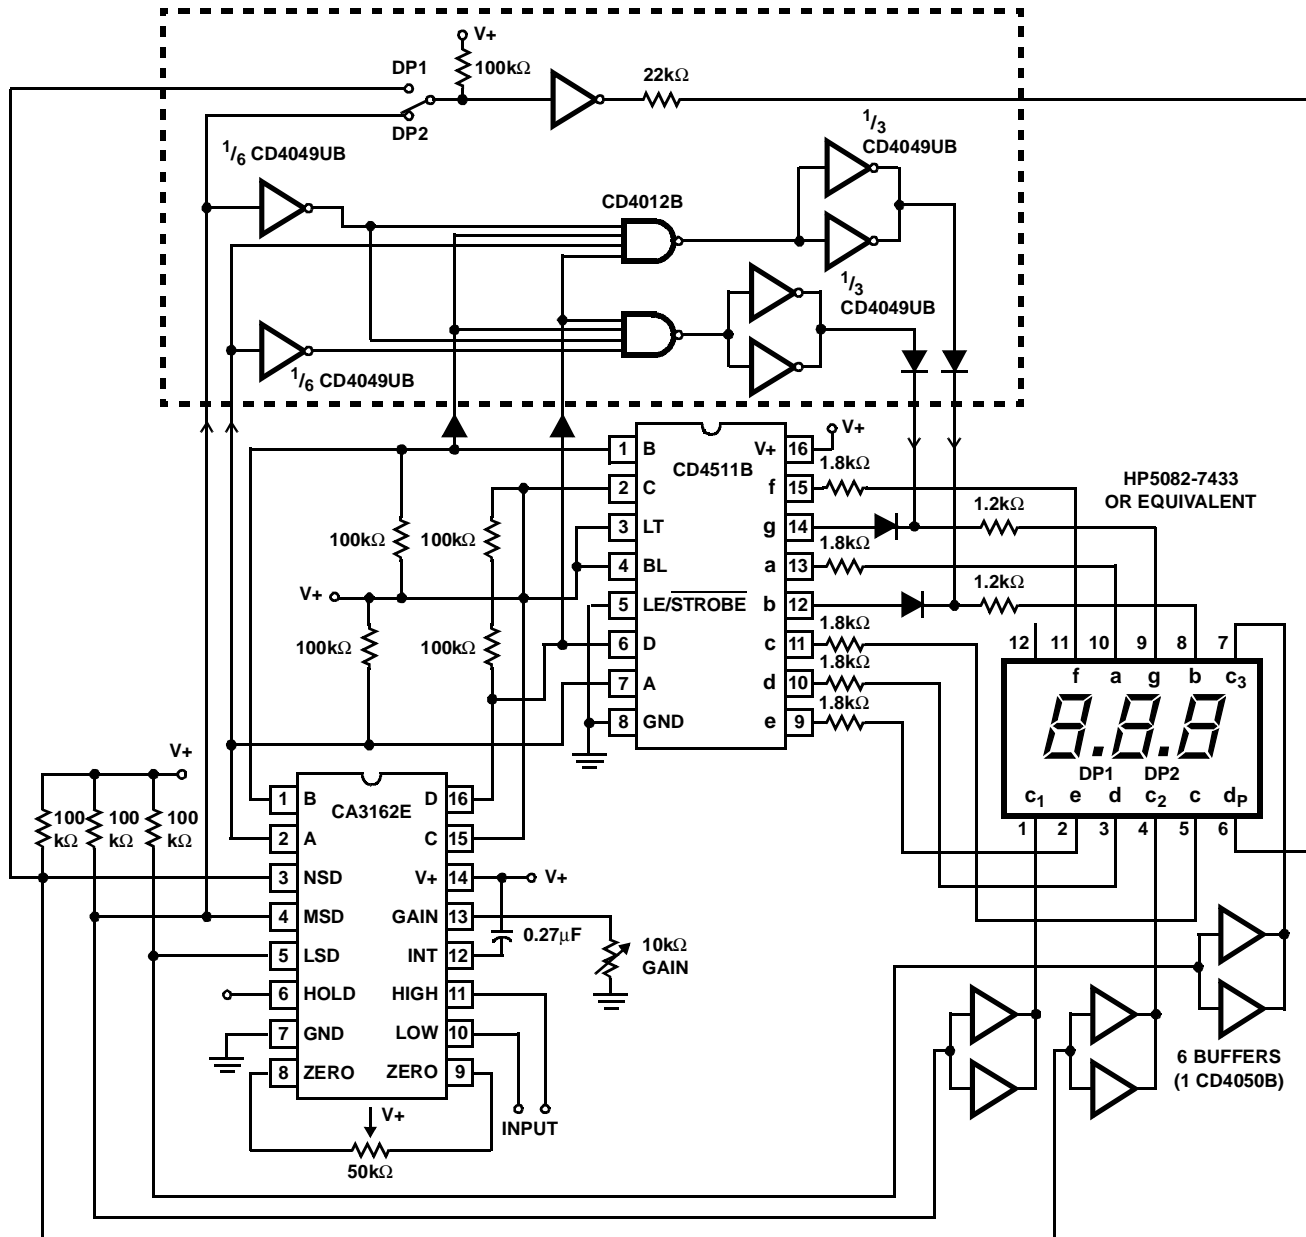 V+
DP1
100kΩ
22kΩ
DP2
1/6 CD4049UB
1/3
CD4049UB
CD4012B
1/3
CD4049UB
1/6 CD4049UB
V+
1 B
CD4511B
V+ 16
1.8kΩ
HP5082-7433
OR EQUIVALENT
2 C
f 15
1.2kΩ
3 LT
g 14
100kΩ
100kΩ
1.8kΩ
4 BL
a 13
1.2kΩ
V+
5 LE/STROBE
b 12
1.8kΩ
100kΩ
100kΩ
6 D
c 11
1.8kΩ
12 11 10 9 8 7
7 A
d 10
f a g b c3
1.8kΩ
8 GND
e 9
8.8.8
V+
DP1 DP2
c1 e d c2 c dP
1 2 3 4 5 6
1 B
CA3162E
D 16
100
kΩ
100
kΩ
100
kΩ
2 A
C 15
3 NSD
V+ 14
V+
4 MSD
GAIN 13
0.27μF
10kΩ
GAIN
5 LSD
INT 12
6 HOLD
HIGH 11
7 GND
LOW 10
8 ZERO
ZERO 9
6 BUFFERS
(1 CD4050B)
V+
INPUT
50kΩ